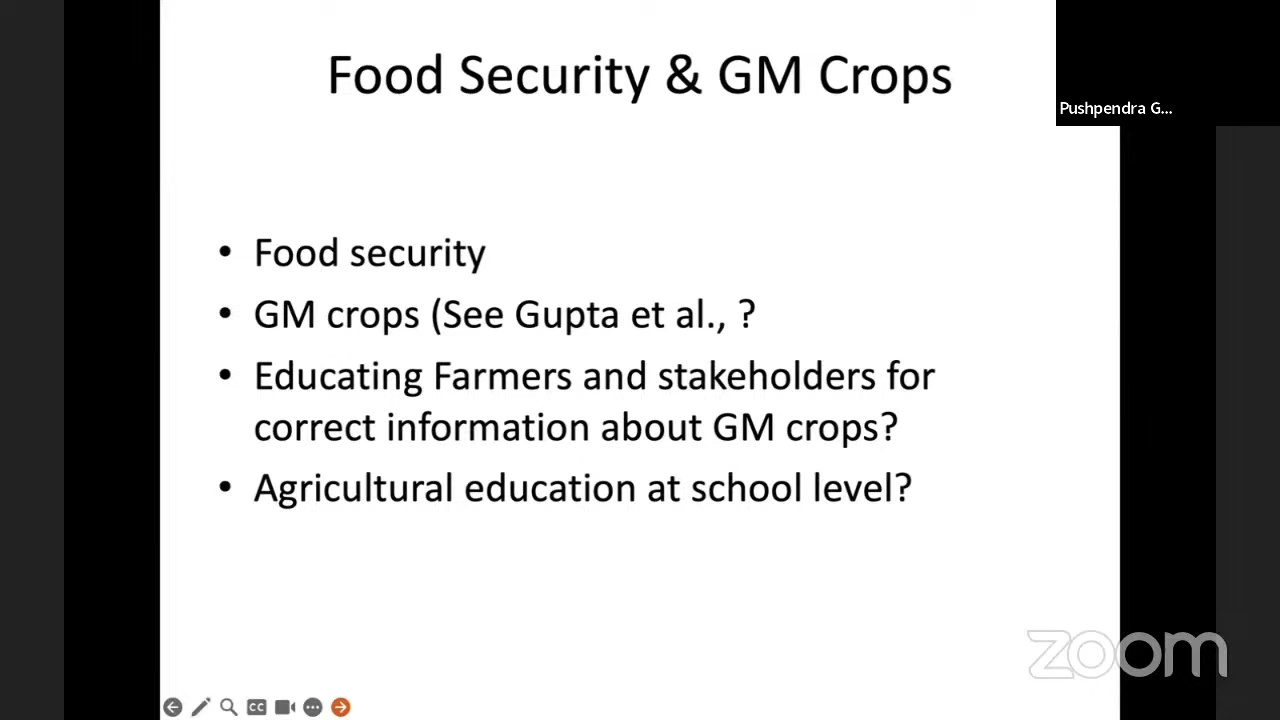 Food Security & GM Crops
Pushpendra G...
• Food security
• GM crops (See Gupta et al., ?
• Educating Farmers and stakeholders for
correct information about GM crops?
• Agricultural education at school level?
zoom
CC